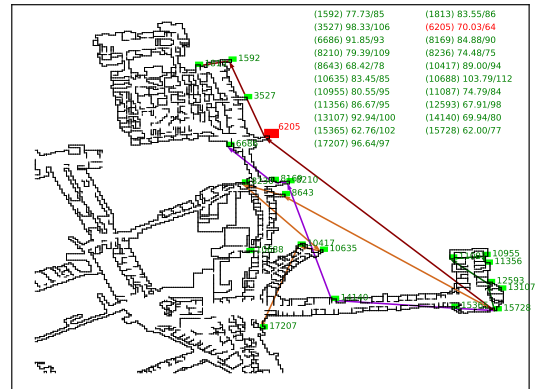 (1592) 77.73/85 (1813) 83.55/86
(3527) 98.33/106 (6205) 70.03/64
(6686) 91.85/93 (8169) 84.88/90
(8210) 79.39/109 (8236) 74.48/75
(8643) 68.42/78 (10417) 89.00/94
(10635) 83.45/85 (10688) 103.79/112
(10955) 80.55/95 (11087) 74.79/84
(11356) 86.67/95 (12593) 67.91/98
(13107) 92.94/100 (14140) 69.94/80
(15365) 62.76/102 (15728) 62.00/77
(17207) 96.64/97
1592
3527
6205
6686
8169
8210
8643
10417
10635
10955
11356
12593
13107
14140
15728
17207